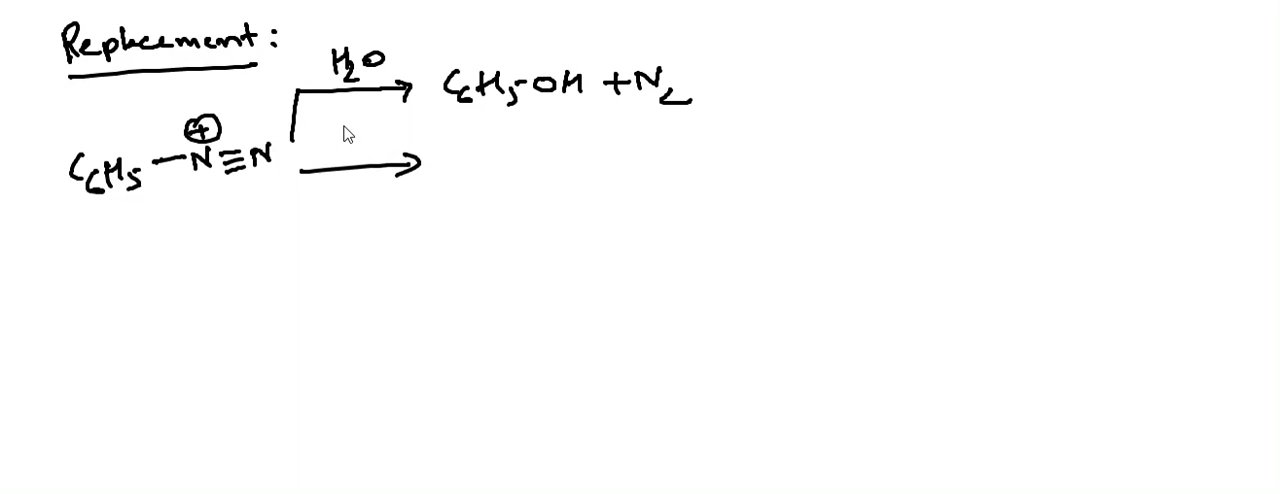 Replacement:
H₂O
C₆H₅-OH + N₂
C₆H₅-N⊕≡N